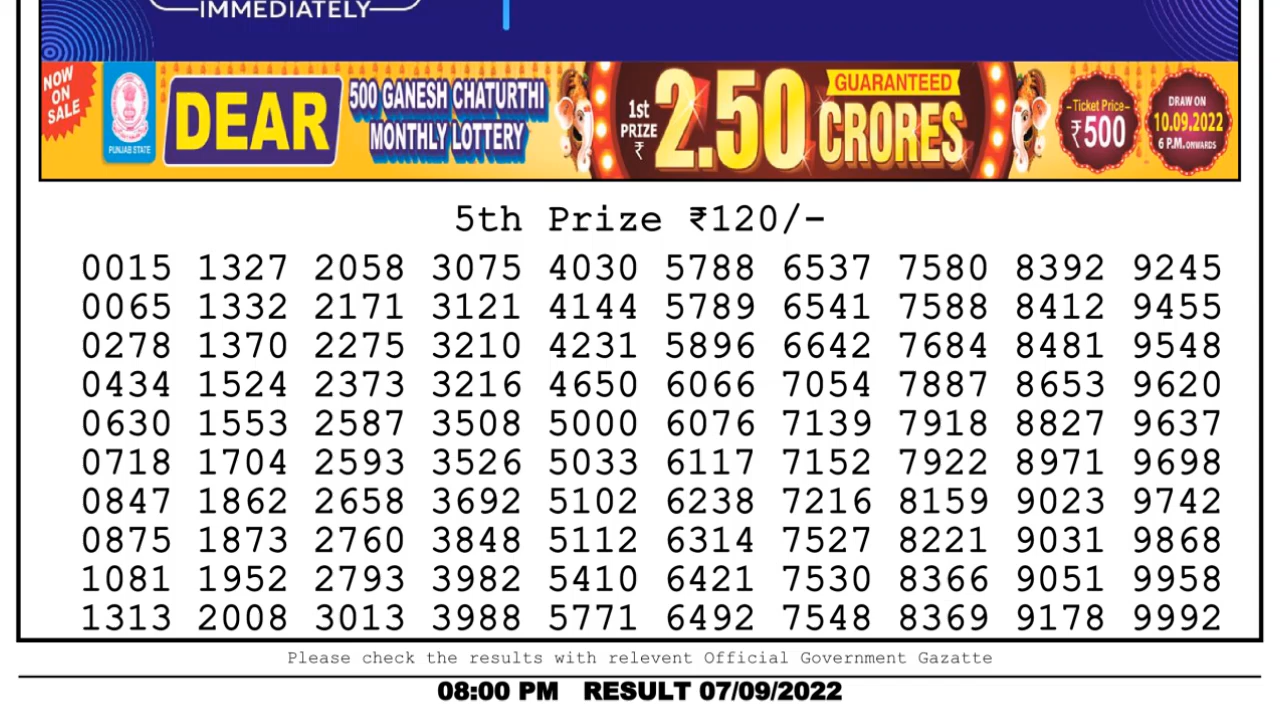 IMMEDIATELY
NOW
ON
SALE
PUNJAB STATE
DEAR
500 GANESH CHATURTHI
MONTHLY LOTTERY
1st
PRIZE
₹
2.50
GUARANTEED
CRORES
Ticket Price
₹500
DRAW ON
10.09.2022
6 P.M. ONWARDS
5th Prize ₹120/-
0015 1327 2058 3075 4030 5788 6537 7580 8392 9245
0065 1332 2171 3121 4144 5789 6541 7588 8412 9455
0278 1370 2275 3210 4231 5896 6642 7684 8481 9548
0434 1524 2373 3216 4650 6066 7054 7887 8653 9620
0630 1553 2587 3508 5000 6076 7139 7918 8827 9637
0718 1704 2593 3526 5033 6117 7152 7922 8971 9698
0847 1862 2658 3692 5102 6238 7216 8159 9023 9742
0875 1873 2760 3848 5112 6314 7527 8221 9031 9868
1081 1952 2793 3982 5410 6421 7530 8366 9051 9958
1313 2008 3013 3988 5771 6492 7548 8369 9178 9992
Please check the results with relevent Official Government Gazatte
08:00 PM RESULT 07/09/2022